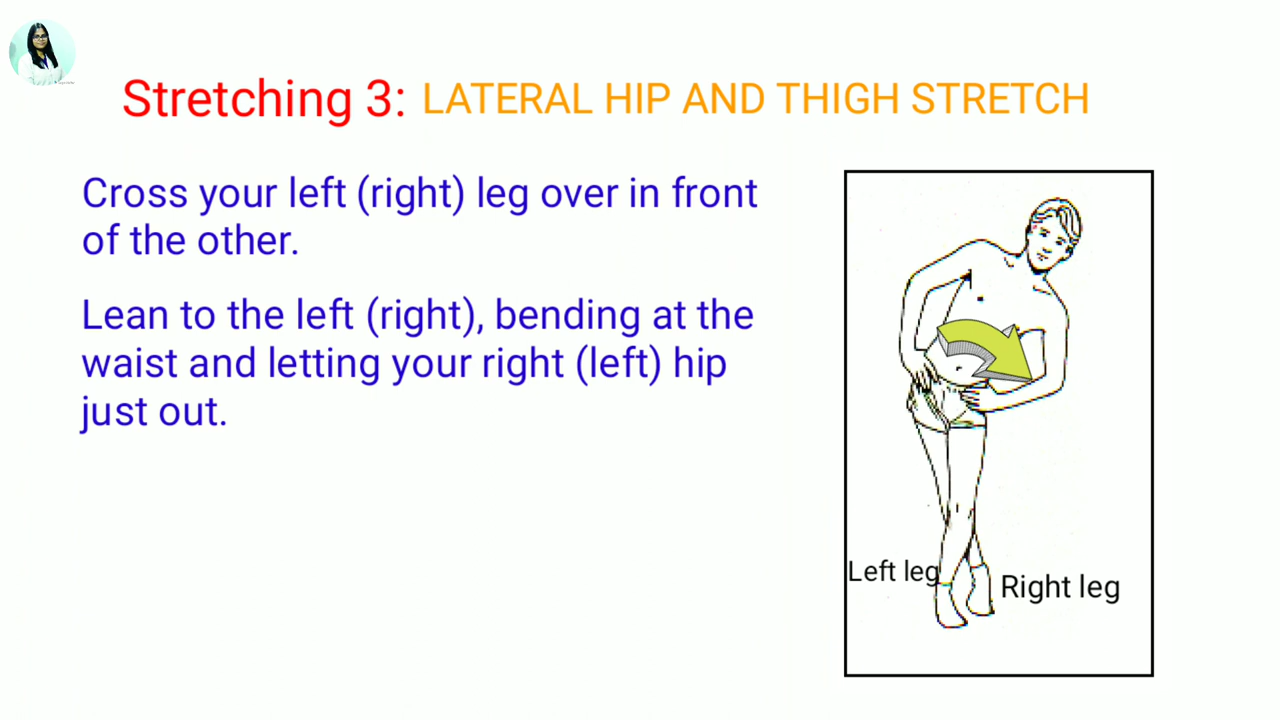 Stretching 3: LATERAL HIP AND THIGH STRETCH
Cross your left (right) leg over in front
of the other.
Lean to the left (right), bending at the
waist and letting your right (left) hip
just out.
Left leg
Right leg